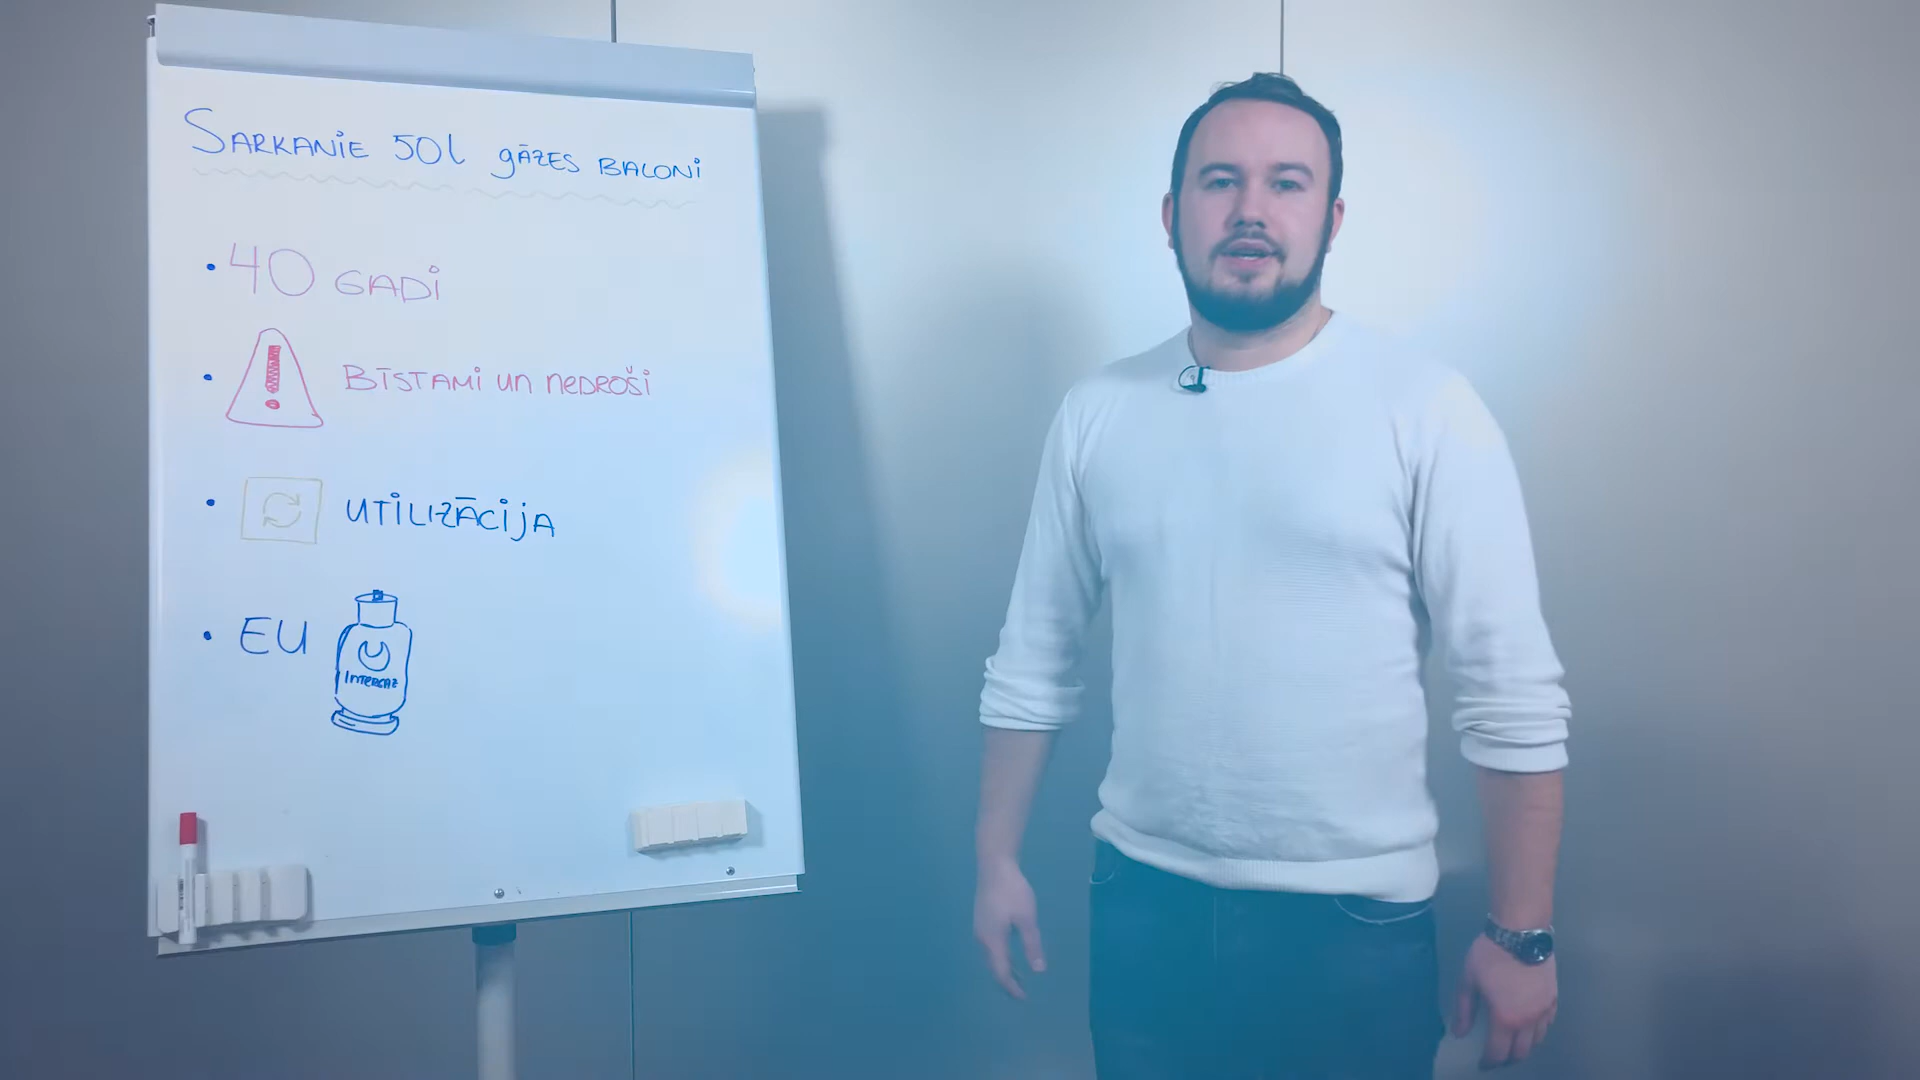 Sarkanie 50l gāzes baloni
• 40 gadi
• Bīstami un nedroši
• utilizācija
• EU
Intergaz